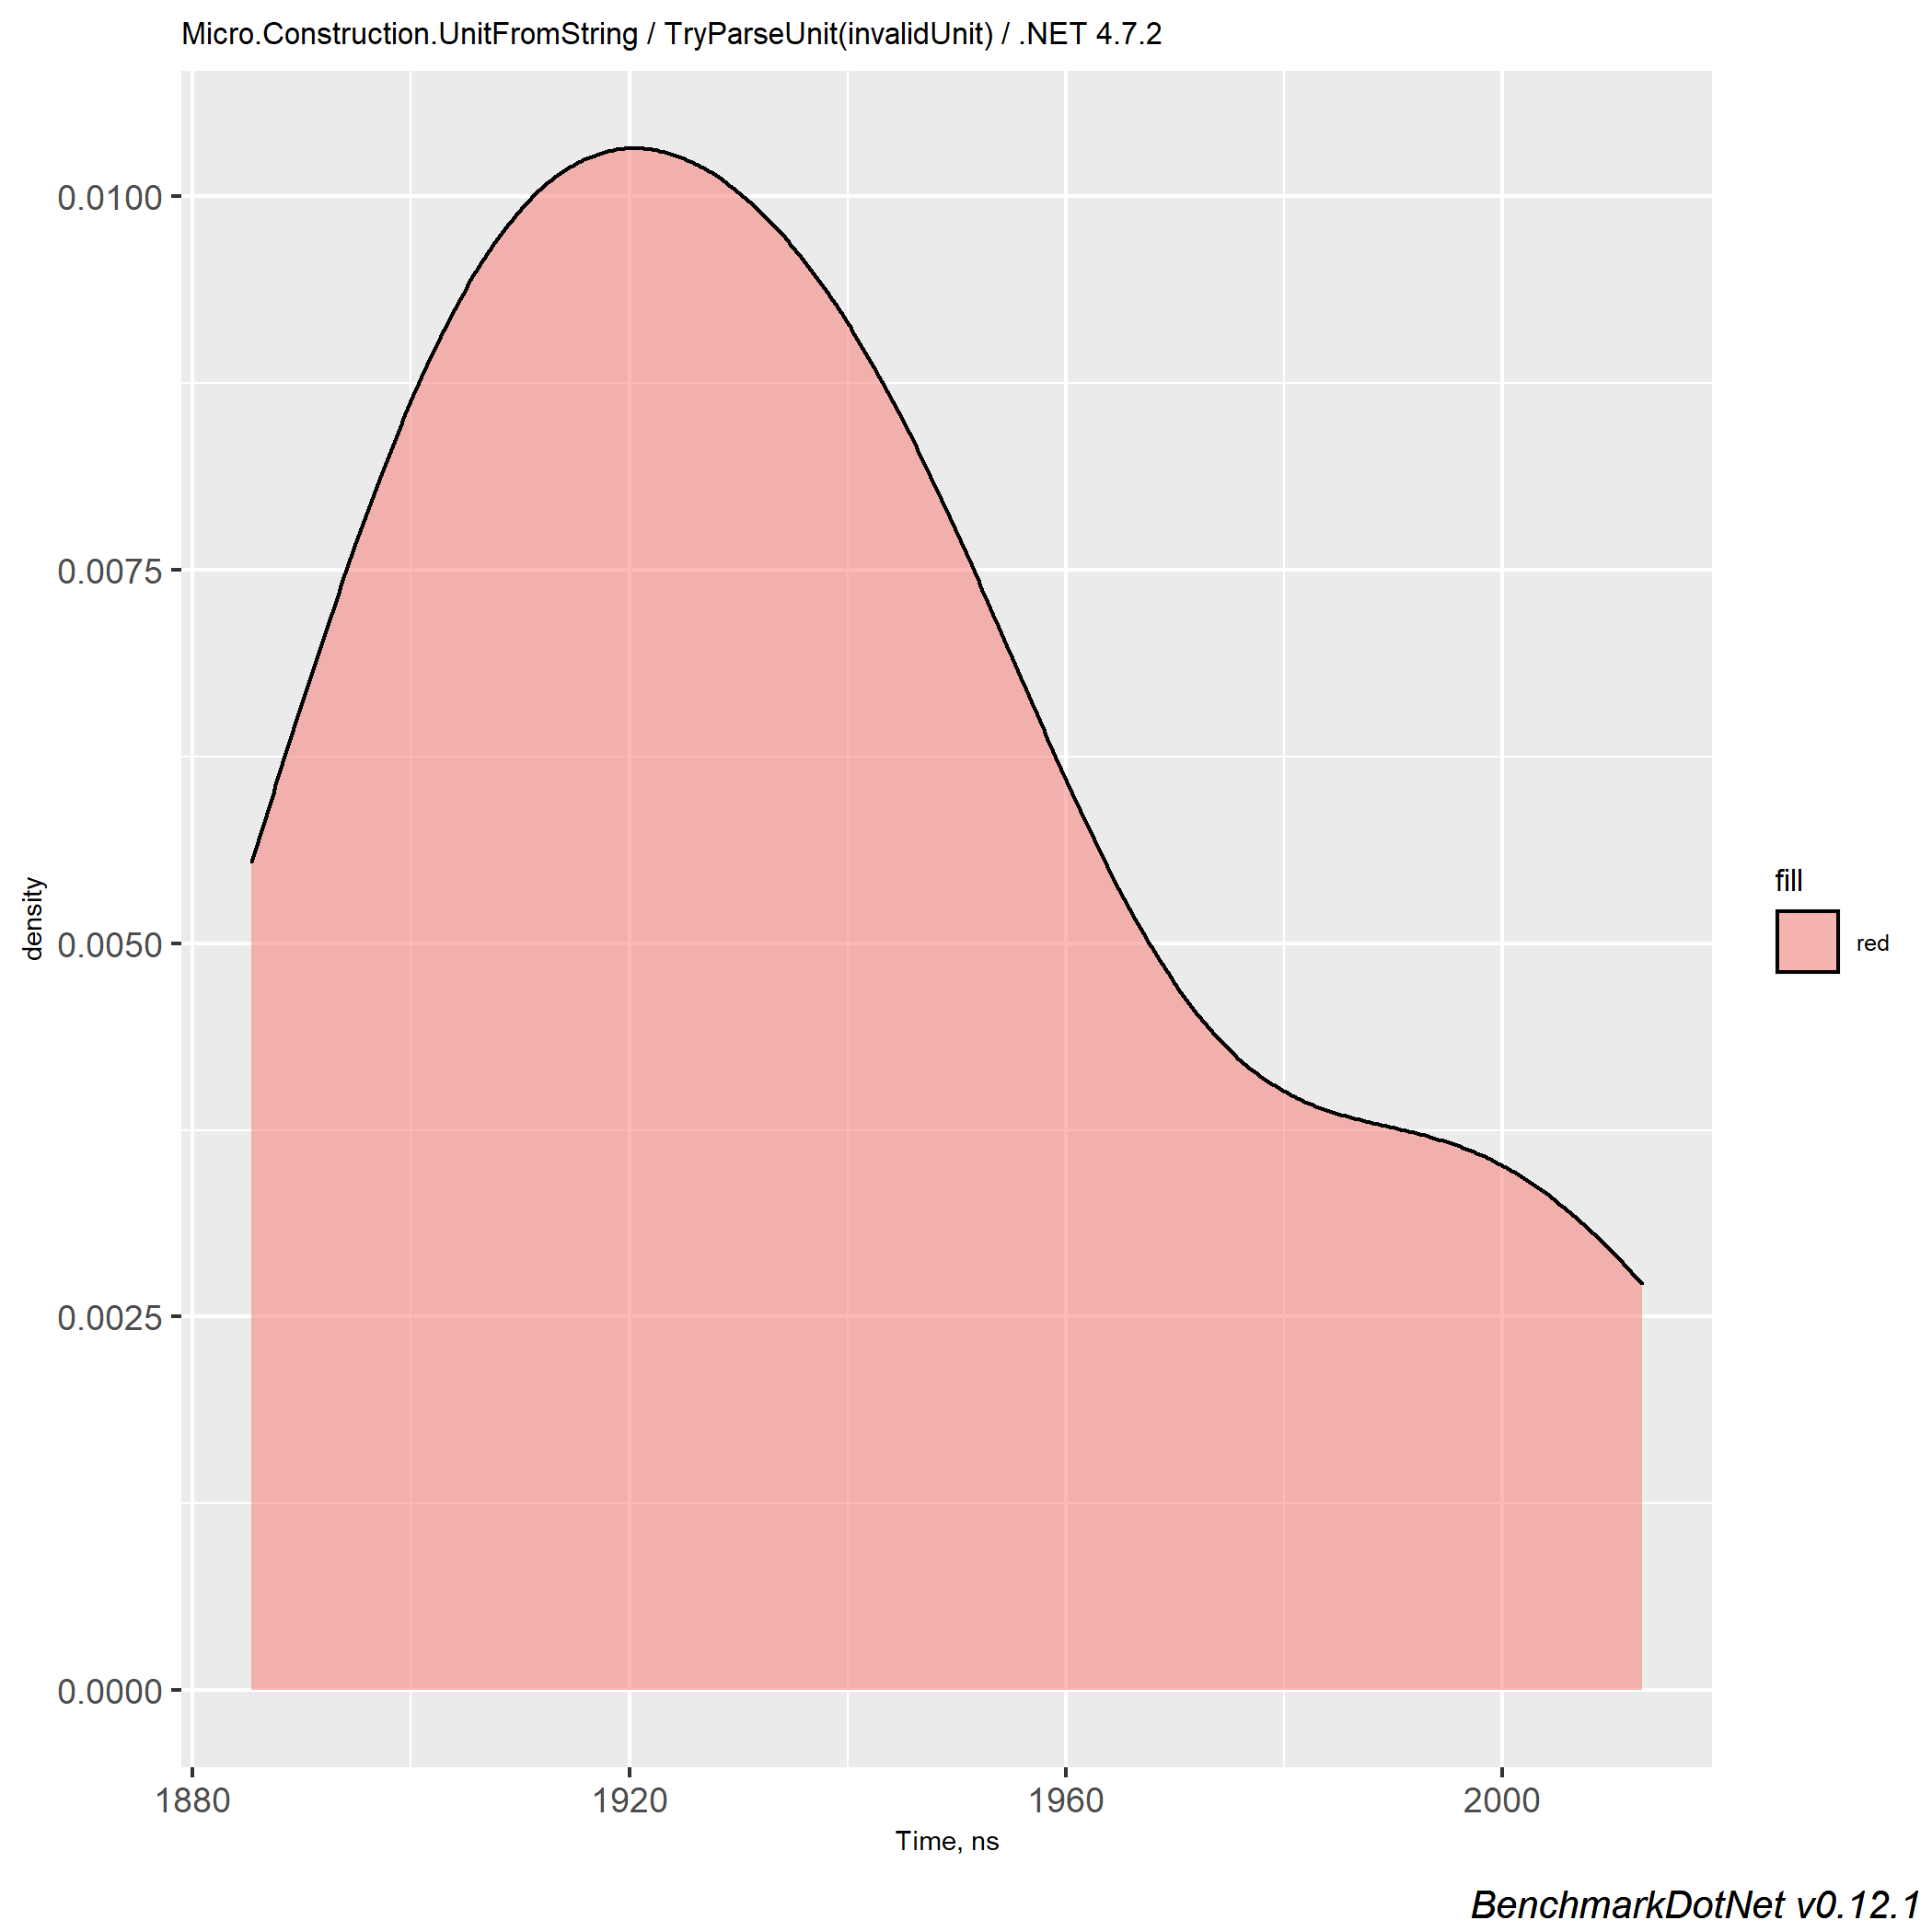 Micro.Construction.UnitFromString / TryParseUnit(invalidUnit) / .NET 4.7.2
0.0100
0.0075
0.0050
0.0025
0.0000
density
1880 1920 1960 2000
Time, ns
fill
red
BenchmarkDotNet v0.12.1